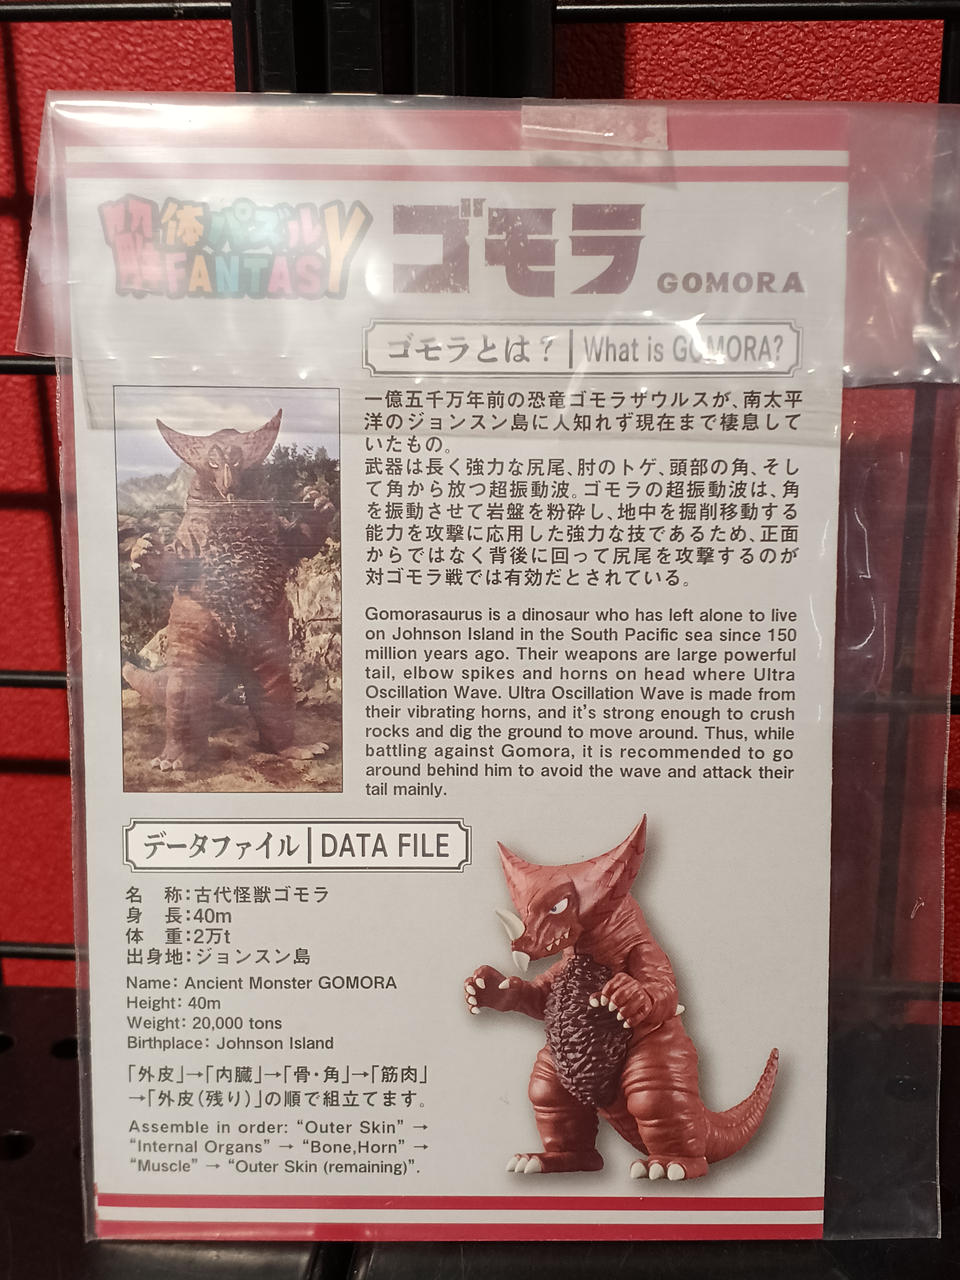 解体パズル
FANTASY
ゴモラ GOMORA
ゴモラとは？ | What is GOMORA?
一億五千万年前の恐竜ゴモラザウルスが、南太平
洋のジョンスン島に人知れず現在まで棲息して
いたもの。
武器は長く強力な尻尾、肘のトゲ、頭部の角、そし
て角から放つ超振動波。ゴモラの超振動波は、角
を振動させて岩盤を粉砕し、地中を掘削移動する
能力を攻撃に応用した強力な技であるため、正面
からではなく背後に回って尻尾を攻撃するのが
対ゴモラ戦では有効だとされている。
Gomorasaurus is a dinosaur who has left alone to live
on Johnson Island in the South Pacific sea since 150
million years ago. Their weapons are large powerful
tail, elbow spikes and horns on head where Ultra
Oscillation Wave. Ultra Oscillation Wave is made from
their vibrating horns, and it's strong enough to crush
rocks and dig the ground to move around. Thus, while
battling against Gomora, it is recommended to go
around behind him to avoid the wave and attack their
tail mainly.
データファイル | DATA FILE
名　称：古代怪獣ゴモラ
身　長：40m
体　重：2万t
出身地：ジョンスン島
Name: Ancient Monster GOMORA
Height: 40m
Weight: 20,000 tons
Birthplace: Johnson Island
「外皮」→「内臓」→「骨・角」→「筋肉」
→「外皮（残り）」の順で組立てます。
Assemble in order: “Outer Skin” →
“Internal Organs” → “Bone,Horn” →
“Muscle” → “Outer Skin (remaining)”.